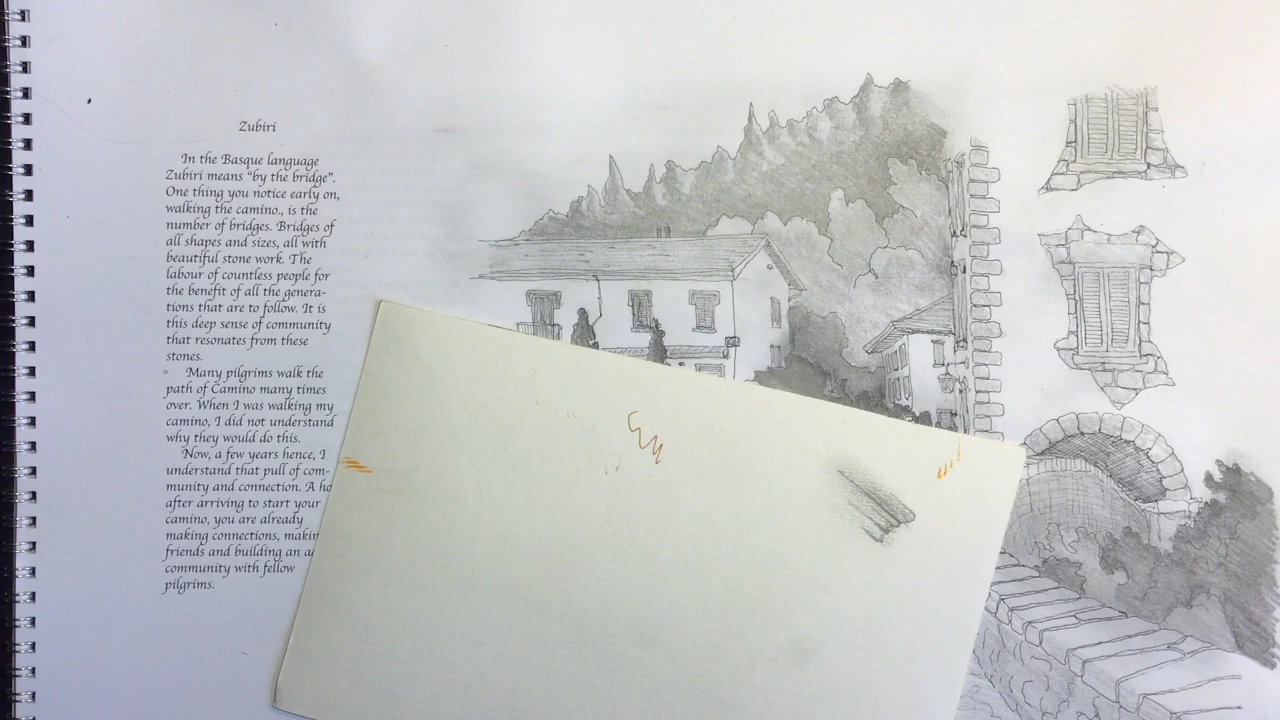 Zubiri
In the Basque language
Zubiri means "by the bridge".
One thing you notice early on,
walking the camino., is the
number of bridges. Bridges of
all shapes and sizes, all with
beautiful stone work. The
labour of countless people for
the benefit of all the genera-
tions that are to follow. It is
this deep sense of community
that resonates from these
stones.
Many pilgrims walk the
path of Camino many times
over. When I was walking my
camino, I did not understand
why they would do this.
Now, a few years hence, I
understand that pull of com-
munity and connection. A
after arriving to start your
camino, you are already
making connections,
friends and building an
community with fellow
pilgrims.